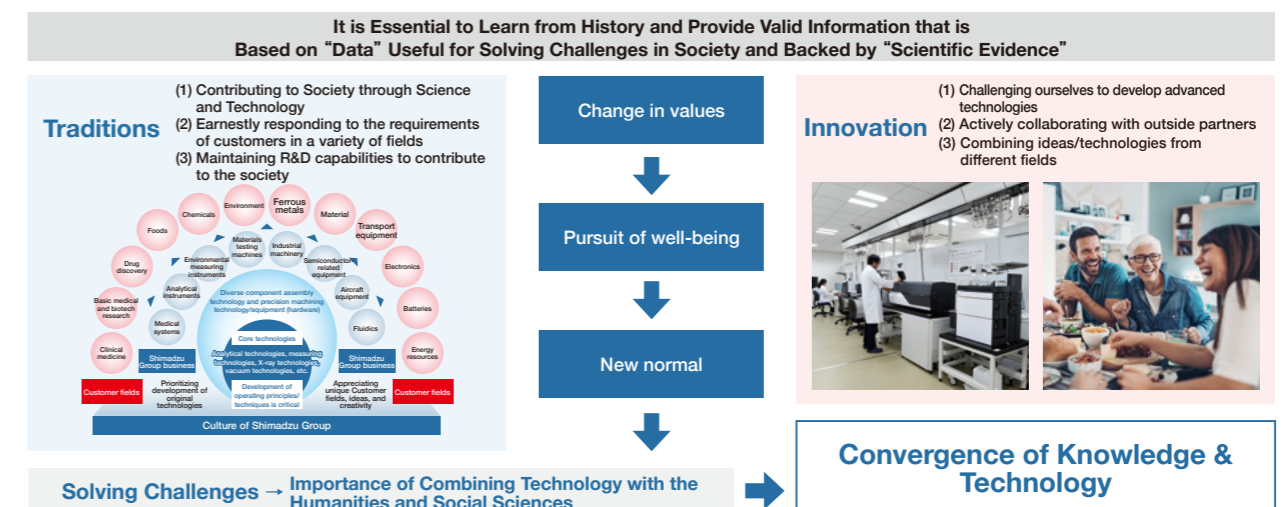 It is Essential to Learn from History and Provide Valid Information that is
Based on “Data” Useful for Solving Challenges in Society and Backed by “Scientific Evidence”
Traditions
(1) Contributing to Society through Science
and Technology
(2) Earnestly responding to the requirements
of customers in a variety of fields
(3) Maintaining R&D capabilities to contribute
to the society
Clinical
medicine
Basic medical
and biotech
research
Drug
discovery
Foods
Chemicals
Environment
Ferrous
metals
Material
Transport
equipment
Electronics
Batteries
Energy
resources
Medical
systems
Analytical
instruments
Environmental
measuring
instruments
Materials
testing
machines
Industrial
machinery
Semiconductor
related
equipment
Aircraft
equipment
Fluidics
Diverse component assembly
technology and precision machining
technology/equipment (hardware)
Core technologies
Analytical technologies, measuring
technologies, X-ray technologies,
vacuum technologies, etc.
Development of
operating principles/
techniques is critical
Shimadzu
Group business
Shimadzu
Group business
Customer fields
Prioritizing
development of
original
technologies
Appreciating
unique Customer
fields, ideas, and
creativity
Customer fields
Culture of Shimadzu Group
Change in values
Pursuit of well-being
New normal
Innovation
(1) Challenging ourselves to develop advanced
technologies
(2) Actively collaborating with outside partners
(3) Combining ideas/technologies from
different fields
Solving Challenges → Importance of Combining Technology with the
Humanities and Social Sciences
Convergence of Knowledge &
Technology